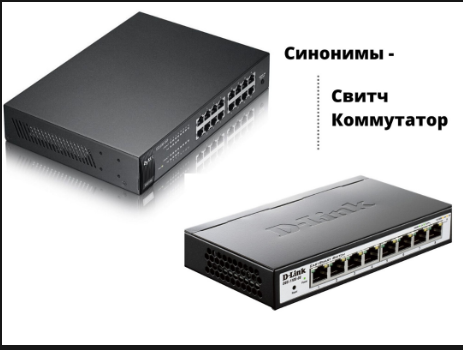 Синонимы -
Свитч
Коммутатор
D-Link
D-Link